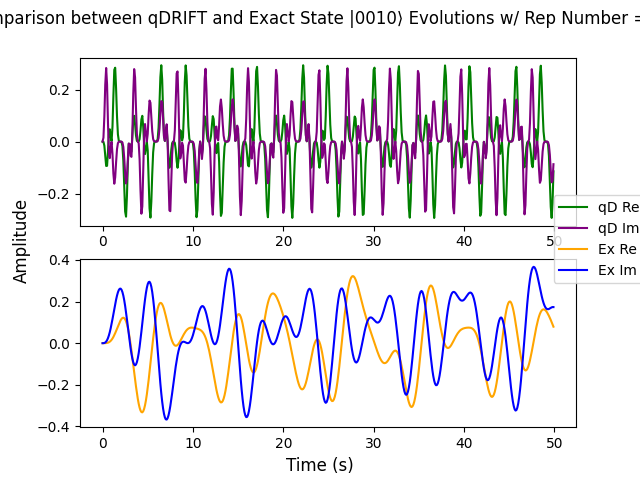 parison between qDRIFT and Exact State |0010⟩ Evolutions w/ Rep Number =
0.2
0.0
−0.2
0 10 20 30 40 50
qD Re
qD Im
Ex Re
Ex Im
Amplitude
0.4
0.2
0.0
−0.2
−0.4
0 10 20 30 40 50
Time (s)